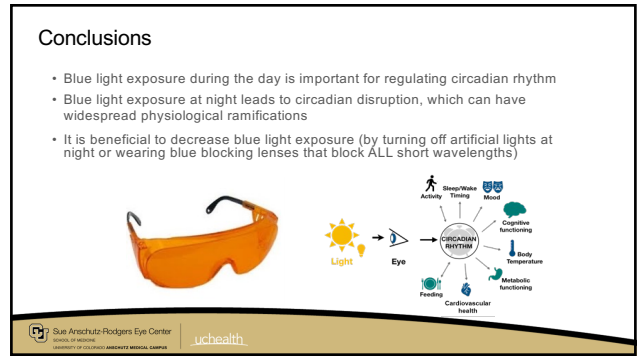 Conclusions
• Blue light exposure during the day is important for regulating circadian rhythm
• Blue light exposure at night leads to circadian disruption, which can have
widespread physiological ramifications
• It is beneficial to decrease blue light exposure (by turning off artificial lights at
night or wearing blue blocking lenses that block ALL short wavelengths)
Activity
Sleep/Wake
Timing
Mood
Cognitive
functioning
Body
Temperature
Metabolic
functioning
Cardiovascular
health
Feeding
CIRCADIAN
RHYTHM
Light
Eye
Sue Anschutz-Rodgers Eye Center
SCHOOL OF MEDICINE
UNIVERSITY OF COLORADO ANSCHUTZ MEDICAL CAMPUS
uchealth